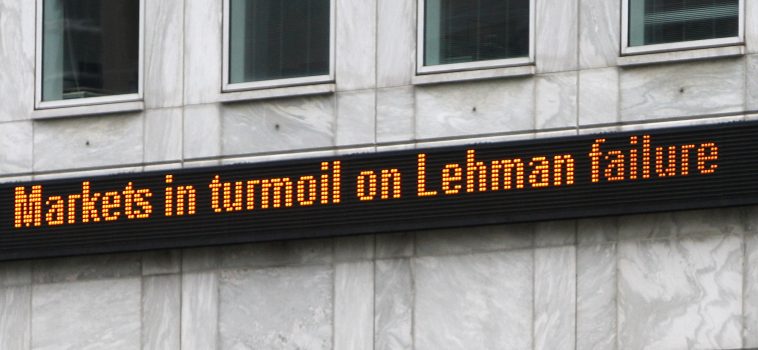 Markets in turmoil on Lehman failure